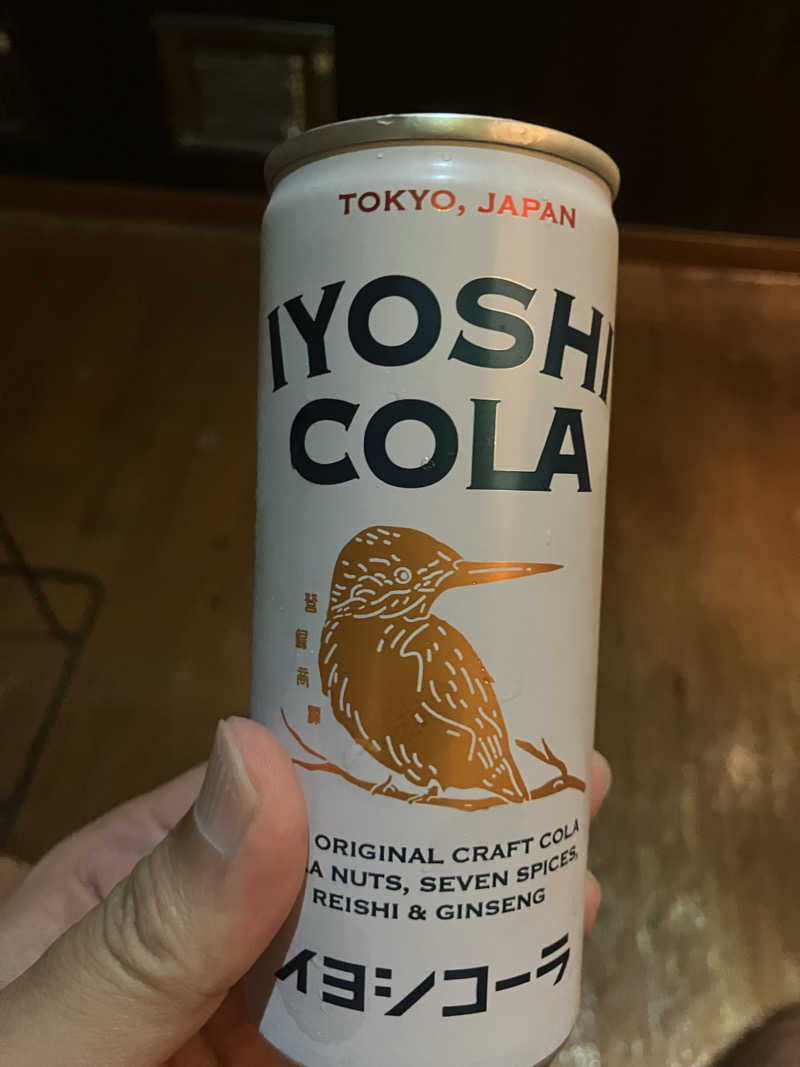 TOKYO, JAPAN
IYOSHI
COLA
ORIGINAL CRAFT COLA
NUTS, SEVEN SPICES,
REISHI & GINSENG
イヨシコーラ